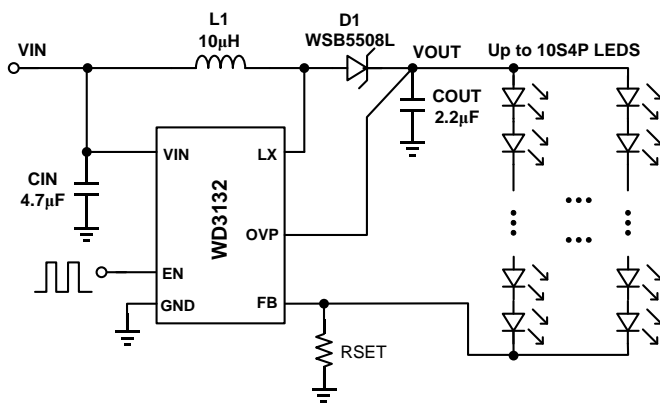 L1
10μH
D1
WSB5508L
VIN
VOUT
Up to 10S4P LEDS
COUT
2.2μF
CIN
4.7μF
WD3132
VIN
LX
OVP
EN
GND
FB
RSET